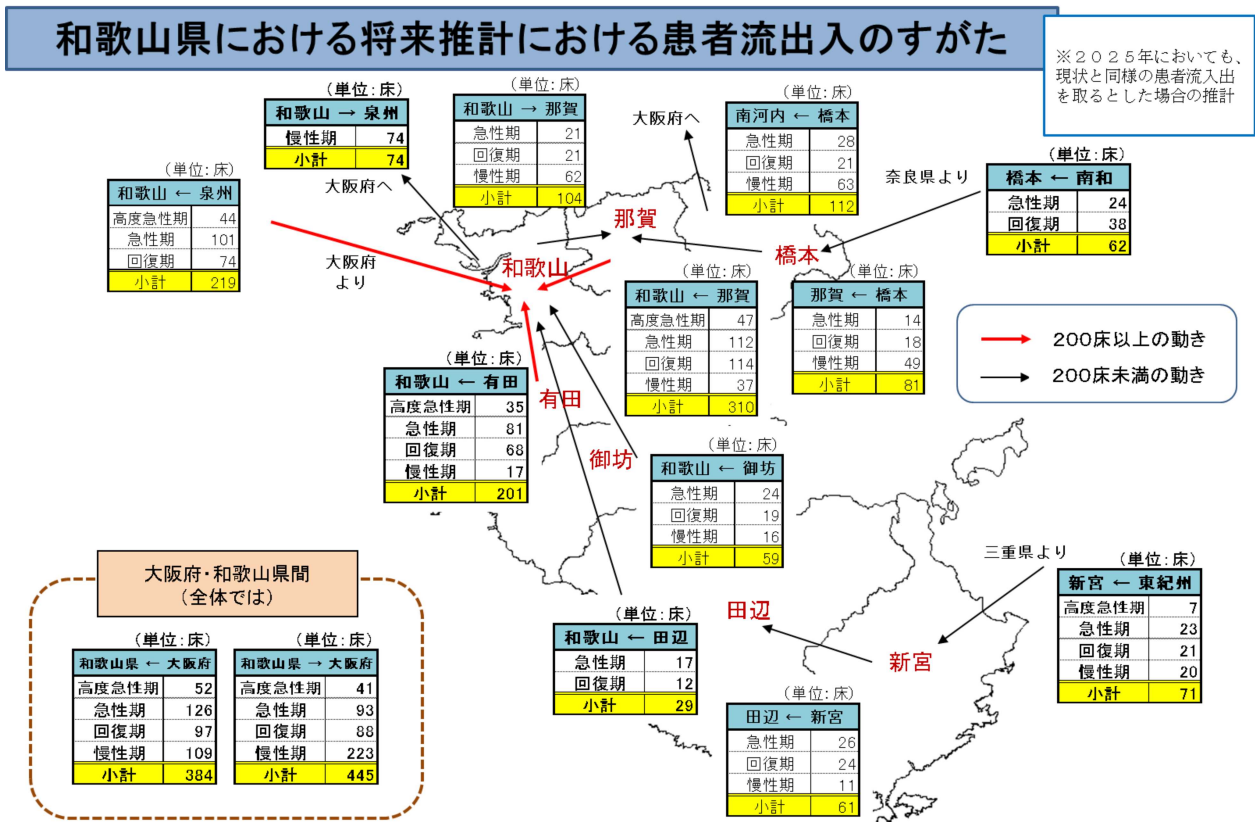 和歌山県における将来推計における患者流出入のすがた
※２０２５年においても、
現状と同様の患者流入出
を取るとした場合の推計
(単位:床)
和歌山 → 泉州
慢性期 74
小計 74
(単位:床)
和歌山 → 那賀
急性期 21
回復期 21
慢性期 62
小計 104
大阪府へ
(単位:床)
南河内 ← 橋本
急性期 28
回復期 21
慢性期 63
小計 112
奈良県より
(単位:床)
橋本 ← 南和
急性期 24
回復期 38
小計 62
(単位:床)
和歌山 ← 泉州
高度急性期 44
急性期 101
回復期 74
小計 219
大阪府へ
大阪府
より
那賀
橋本
和歌山
(単位:床)
和歌山 ← 那賀
高度急性期 47
急性期 112
回復期 114
慢性期 37
小計 310
(単位:床)
那賀 ← 橋本
急性期 14
回復期 18
慢性期 49
小計 81
200床以上の動き
200床未満の動き
(単位:床)
和歌山 ← 有田
高度急性期 35
急性期 81
回復期 68
慢性期 17
小計 201
有田
御坊
(単位:床)
和歌山 ← 御坊
急性期 24
回復期 19
慢性期 16
小計 59
三重県より
(単位:床)
新宮 ← 東紀州
高度急性期 7
急性期 23
回復期 21
慢性期 20
小計 71
田辺
新宮
(単位:床)
和歌山 ← 田辺
急性期 17
回復期 12
小計 29
(単位:床)
田辺 ← 新宮
急性期 26
回復期 24
慢性期 11
小計 61
大阪府・和歌山県間
(全体では)
(単位:床)
和歌山県 ← 大阪府
高度急性期 52
急性期 126
回復期 97
慢性期 109
小計 384
(単位:床)
和歌山県 → 大阪府
高度急性期 41
急性期 93
回復期 88
慢性期 223
小計 445